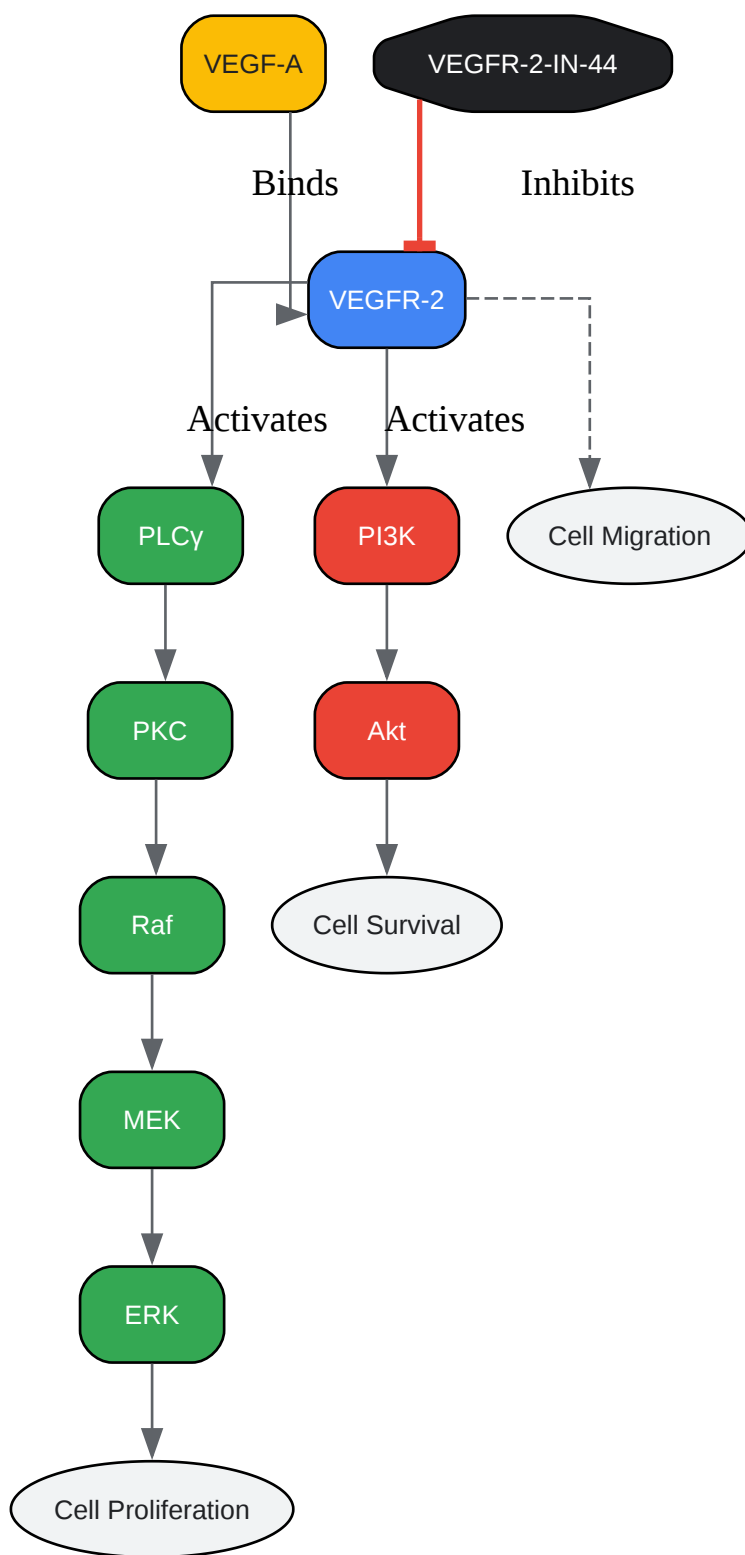 VEGF-A
VEGFR-2-IN-44
Binds
Inhibits
VEGFR-2
Activates
Activates
PLCγ
PI3K
Cell Migration
PKC
Akt
Raf
Cell Survival
MEK
ERK
Cell Proliferation